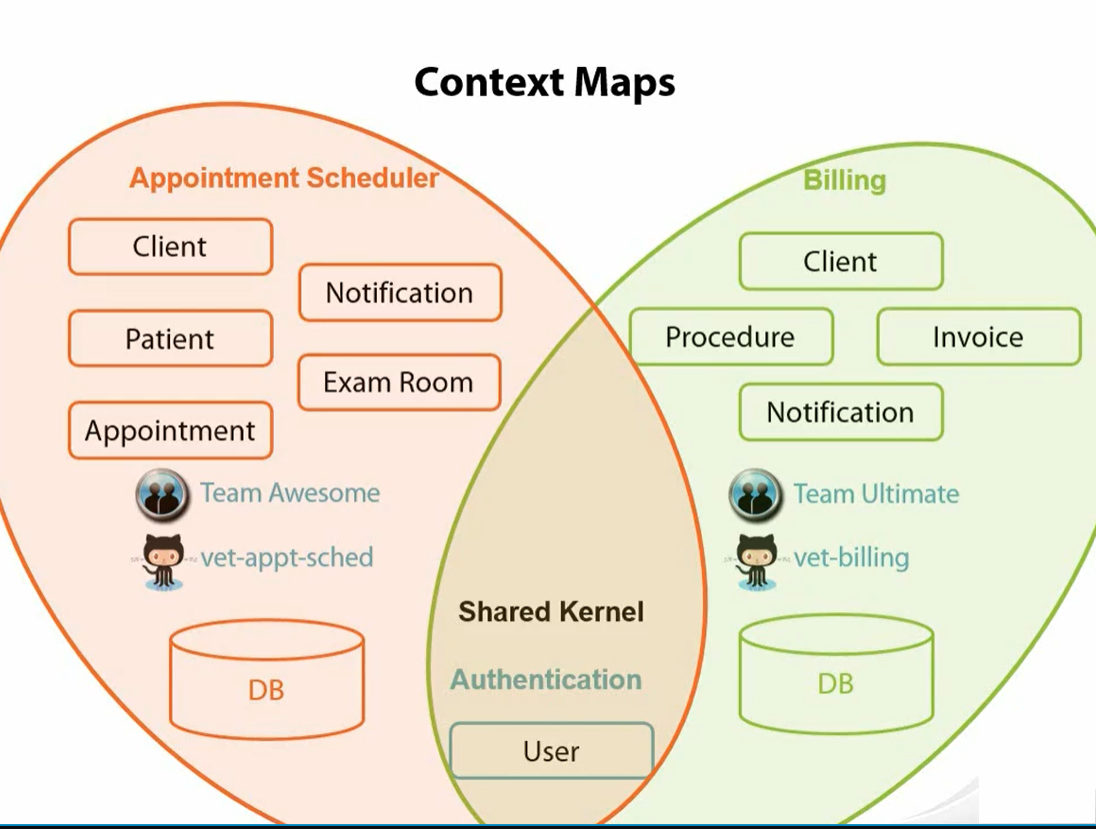 Context Maps
Appointment Scheduler
Client
Notification
Patient
Exam Room
Appointment
Team Awesome
vet-appt-sched
DB
Billing
Client
Procedure
Invoice
Notification
Team Ultimate
vet-billing
DB
Shared Kernel
Authentication
User